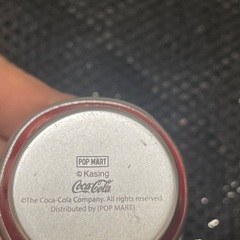 POP MART
© Kasing
Coca-Cola
©The Coca-Cola Company. All rights reserved.
Distributed by (POP MART).